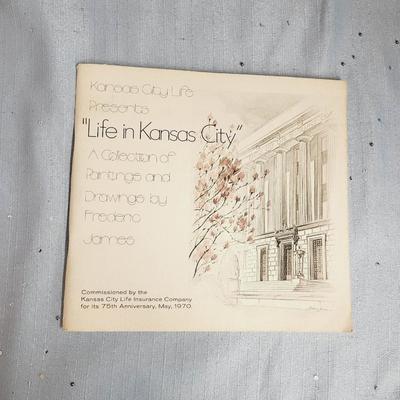 Kansas City Life
Presents
"Life in Kansas City"
A Collection of
Paintings and
Drawings by
Frederic
James
Commissioned by the
Kansas City Life Insurance Company
for its 75th Anniversary, May, 1970.